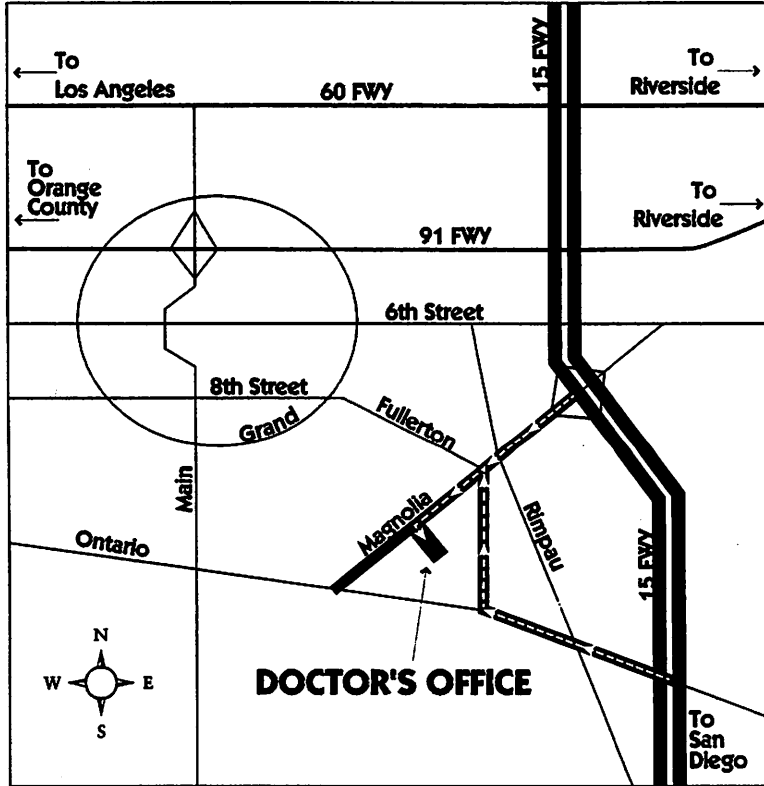 15 FWY
To
Los Angeles
60 FWY
To
Riverside
To
Orange
County
To
Riverside
91 FWY
6th Street
8th Street
Grand
Fullerton
Main
Magnolia
Rimpau
Ontario
15 FWY
N
W
E
S
DOCTOR'S OFFICE
To
San
Diego